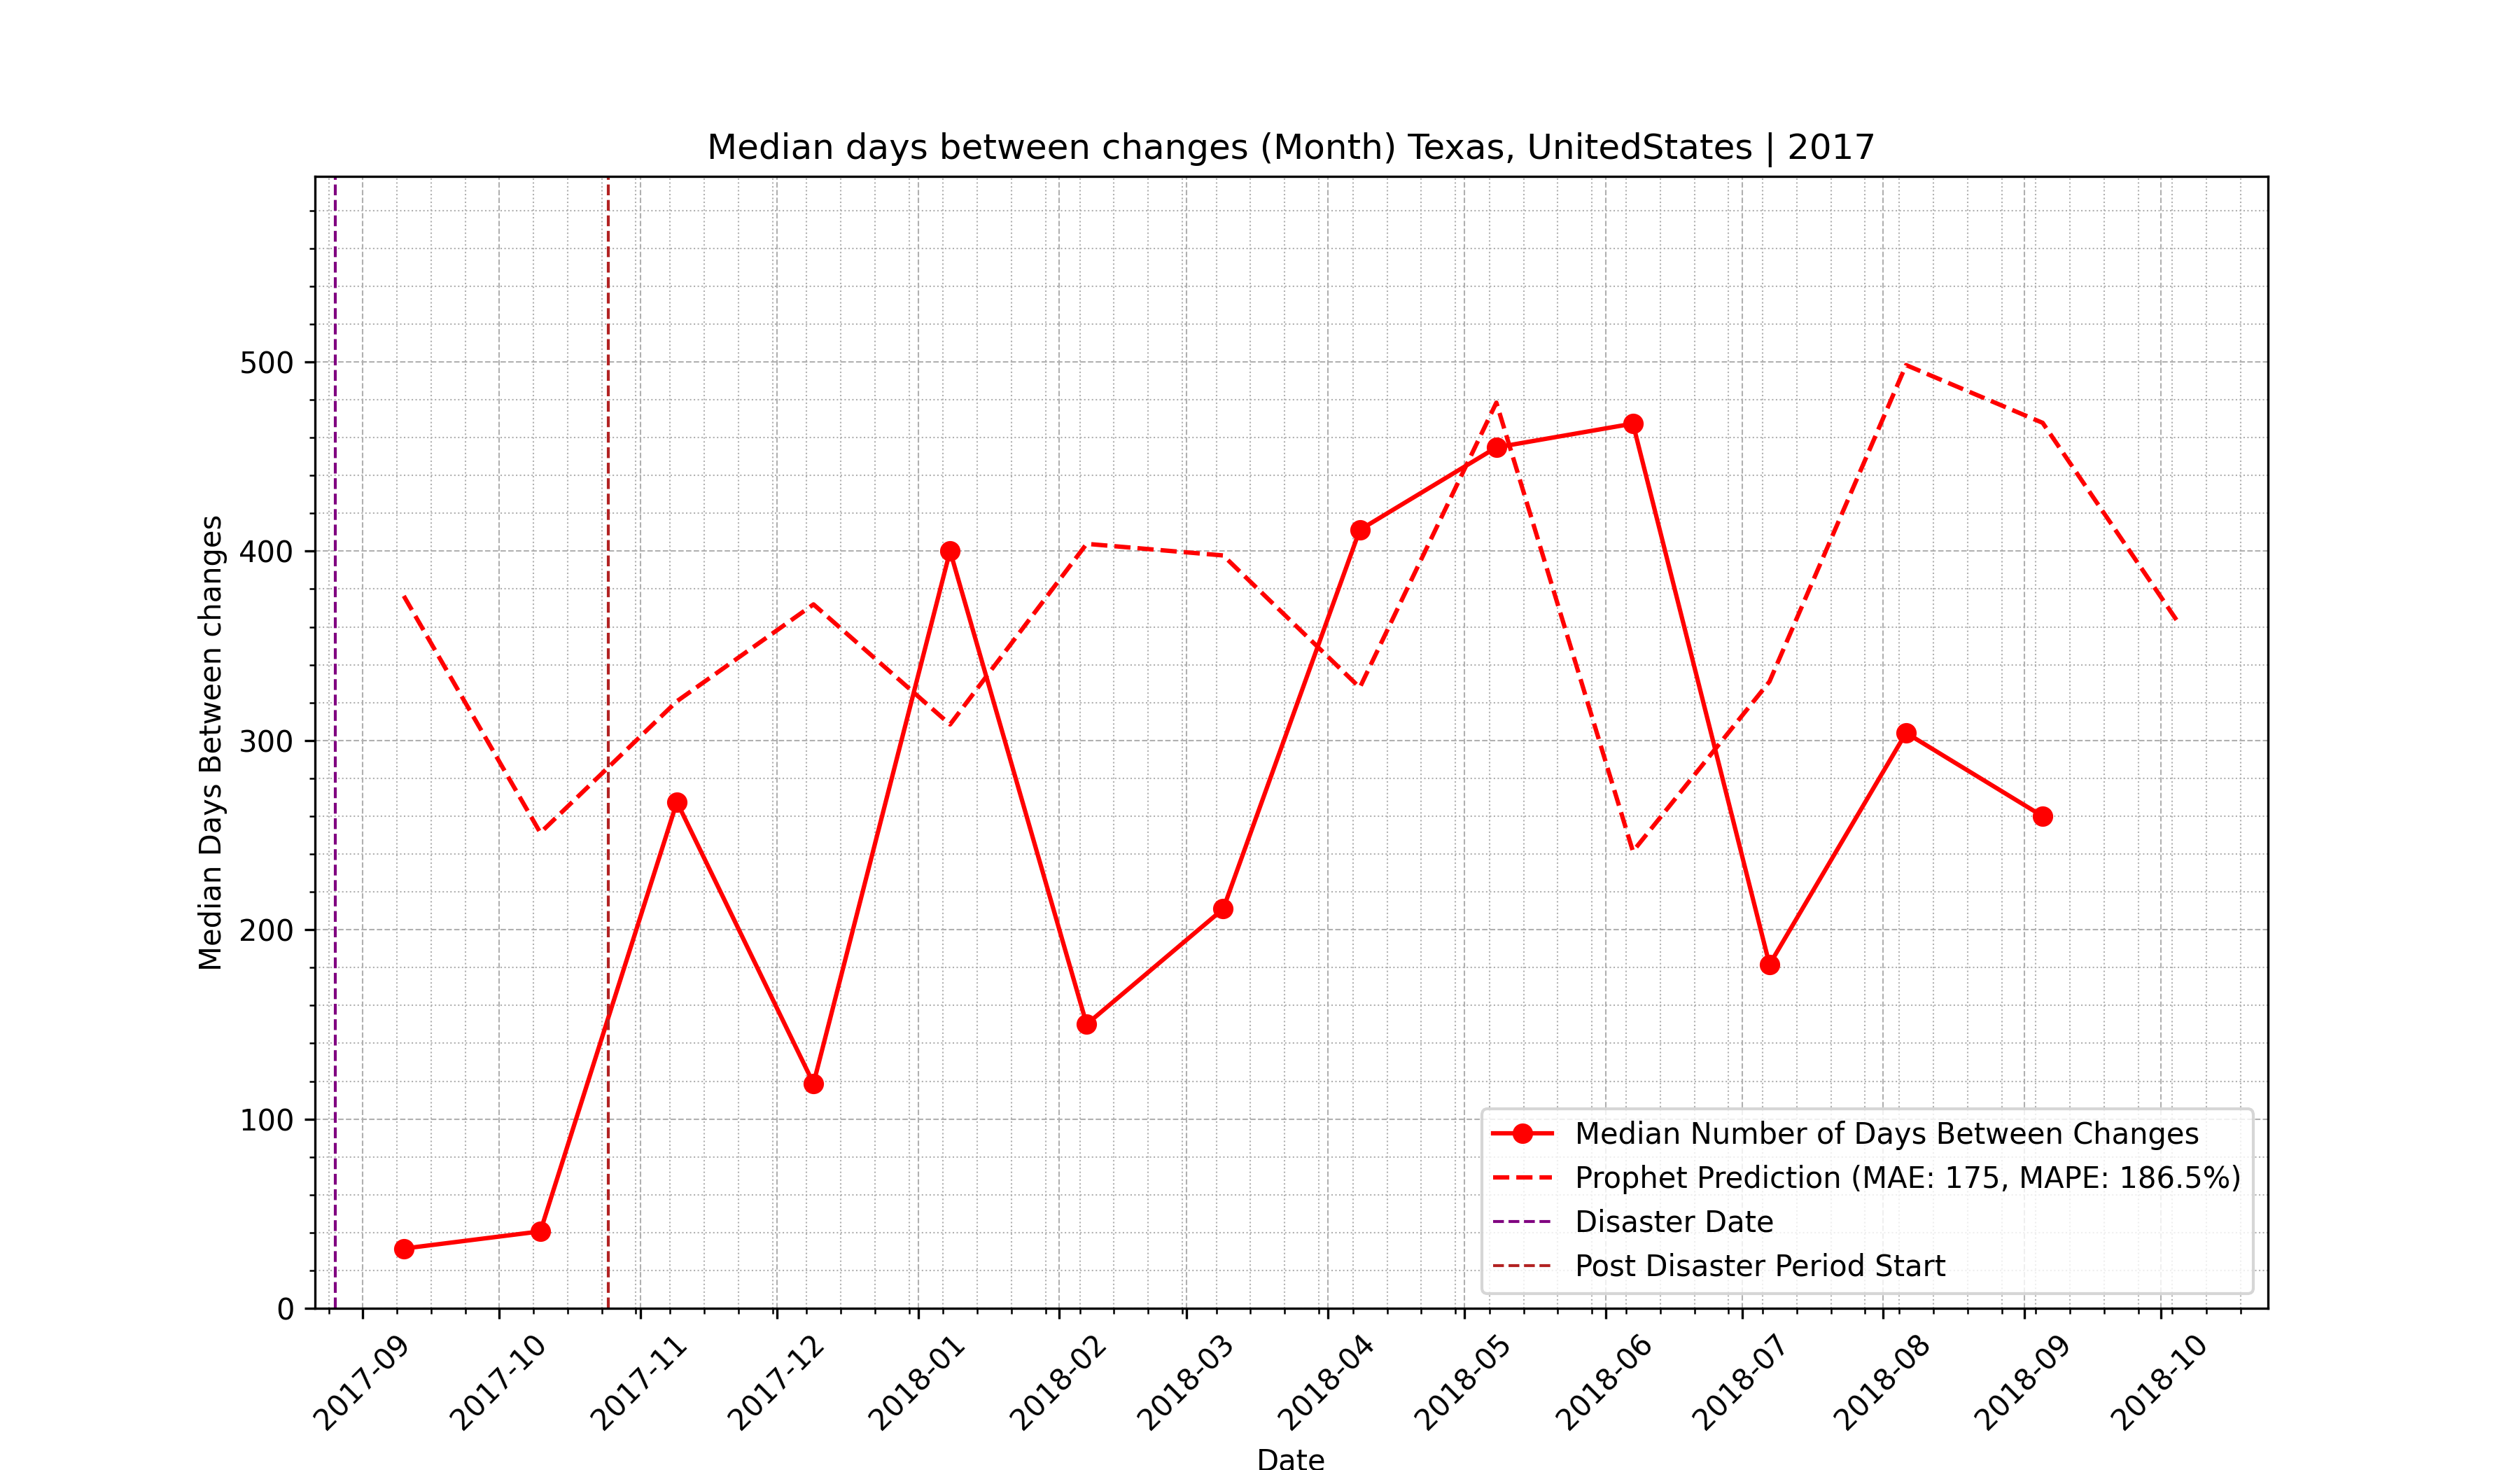 Median days between changes (Month) Texas, UnitedStates | 2017
Median Days Between changes
500
400
300
200
100
0
Median Number of Days Between Changes
Prophet Prediction (MAE: 175, MAPE: 186.5%)
Disaster Date
Post Disaster Period Start
2017-09
2017-10
2017-11
2017-12
2018-01
2018-02
2018-03
2018-04
2018-05
2018-06
2018-07
2018-08
2018-09
2018-10
Date